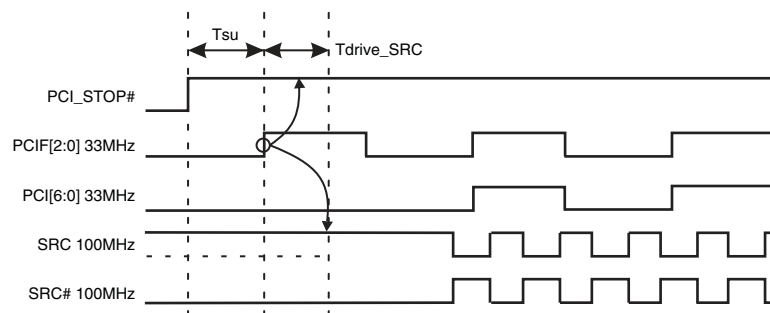 Tsu
Tdrive_SRC
PCI_STOP#
PCIF[2:0] 33MHz
PCI[6:0] 33MHz
SRC 100MHz
SRC# 100MHz